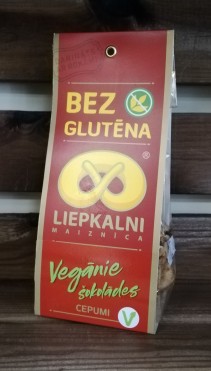 BEZ
GLUTĒNA
®
LIEPKALNI
MAIZNĪCA
Vegānie
šokolādes
CEPUMI
V